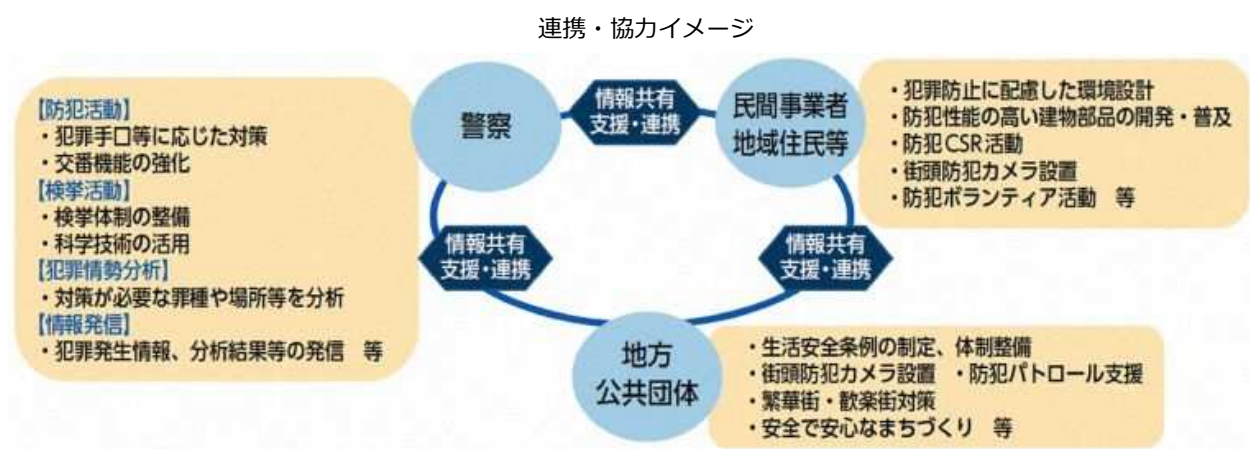 連携・協力イメージ
【防犯活動】
・犯罪手口等に応じた対策
・交番機能の強化
【検挙活動】
・検挙体制の整備
・科学技術の活用
【犯罪情勢分析】
・対策が必要な罪種や場所等を分析
【情報発信】
・犯罪発生情報、分析結果等の発信　等
警察
情報共有
支援・連携
民間事業者
地域住民等
・犯罪防止に配慮した環境設計
・防犯性能の高い建物部品の開発・普及
・防犯CSR活動
・街頭防犯カメラ設置
・防犯ボランティア活動　等
情報共有
支援・連携
情報共有
支援・連携
地方
公共団体
・生活安全条例の制定、体制整備
・街頭防犯カメラ設置　・防犯パトロール支援
・繁華街・歓楽街対策
・安全で安心なまちづくり　等